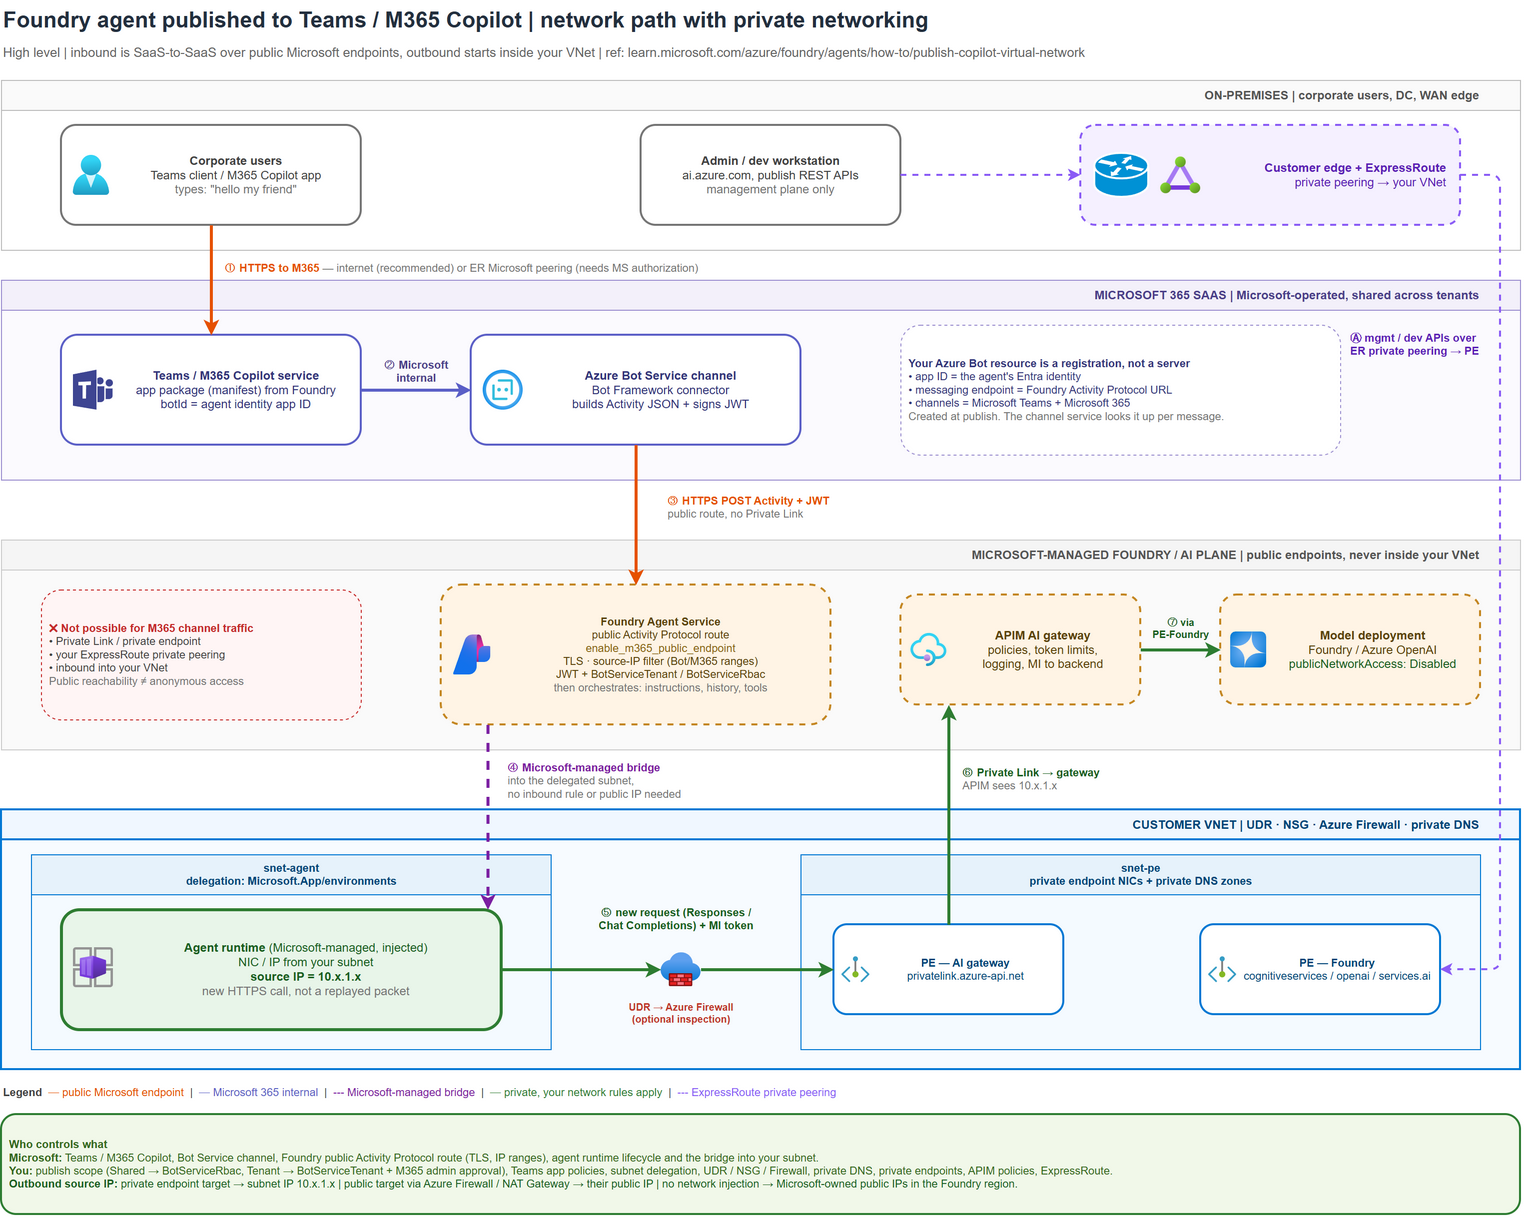 Foundry agent published to Teams / M365 Copilot | network path with private networking
High level | inbound is SaaS-to-SaaS over public Microsoft endpoints, outbound starts inside your VNet | ref: learn.microsoft.com/azure/foundry/agents/how-to/publish-copilot-virtual-network
ON-PREMISES | corporate users, DC, WAN edge
Corporate users
Teams client / M365 Copilot app
types: "hello my friend"
Admin / dev workstation
ai.azure.com, publish REST APIs
management plane only
Customer edge + ExpressRoute
private peering → your VNet
① HTTPS to M365 — internet (recommended) or ER Microsoft peering (needs MS authorization)
MICROSOFT 365 SAAS | Microsoft-operated, shared across tenants
Teams / M365 Copilot service
app package (manifest) from Foundry
botId = agent identity app ID
② Microsoft
internal
Azure Bot Service channel
Bot Framework connector
builds Activity JSON + signs JWT
Your Azure Bot resource is a registration, not a server
• app ID = the agent's Entra identity
• messaging endpoint = Foundry Activity Protocol URL
• channels = Microsoft Teams + Microsoft 365
Created at publish. The channel service looks it up per message.
Ⓐ mgmt / dev APIs over
ER private peering → PE
③ HTTPS POST Activity + JWT
public route, no Private Link
MICROSOFT-MANAGED FOUNDRY / AI PLANE | public endpoints, never inside your VNet
❌ Not possible for M365 channel traffic
• Private Link / private endpoint
• your ExpressRoute private peering
• inbound into your VNet
Public reachability ≠ anonymous access
Foundry Agent Service
public Activity Protocol route
enable_m365_public_endpoint
TLS · source-IP filter (Bot/M365 ranges)
JWT + BotServiceTenant / BotServiceRbac
then orchestrates: instructions, history, tools
APIM AI gateway
policies, token limits,
logging, MI to backend
⑦ via
PE-Foundry
Model deployment
Foundry / Azure OpenAI
publicNetworkAccess: Disabled
④ Microsoft-managed bridge
into the delegated subnet,
no inbound rule or public IP needed
⑥ Private Link → gateway
APIM sees 10.x.1.x
CUSTOMER VNET | UDR · NSG · Azure Firewall · private DNS
snet-agent
delegation: Microsoft.App/environments
Agent runtime (Microsoft-managed, injected)
NIC / IP from your subnet
source IP = 10.x.1.x
new HTTPS call, not a replayed packet
⑤ new request (Responses /
Chat Completions) + MI token
UDR → Azure Firewall
(optional inspection)
snet-pe
private endpoint NICs + private DNS zones
PE — AI gateway
privatelink.azure-api.net
PE — Foundry
cognitiveservices / openai / services.ai
Legend — public Microsoft endpoint | — Microsoft 365 internal | --- Microsoft-managed bridge | — private, your network rules apply | --- ExpressRoute private peering
Who controls what
Microsoft: Teams / M365 Copilot, Bot Service channel, Foundry public Activity Protocol route (TLS, IP ranges), agent runtime lifecycle and the bridge into your subnet.
You: publish scope (Shared → BotServiceRbac, Tenant → BotServiceTenant + M365 admin approval), Teams app policies, subnet delegation, UDR / NSG / Firewall, private DNS, private endpoints, APIM policies, ExpressRoute.
Outbound source IP: private endpoint target → subnet IP 10.x.1.x | public target via Azure Firewall / NAT Gateway → their public IP | no network injection → Microsoft-owned public IPs in the Foundry region.